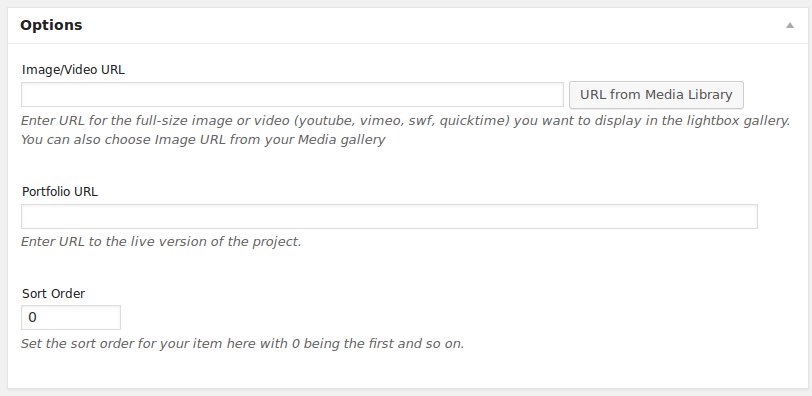 Options
Image/Video URL
URL from Media Library
Enter URL for the full-size image or video (youtube, vimeo, swf, quicktime) you want to display in the lightbox gallery.
You can also choose Image URL from your Media gallery
Portfolio URL
Enter URL to the live version of the project.
Sort Order
0
Set the sort order for your item here with 0 being the first and so on.